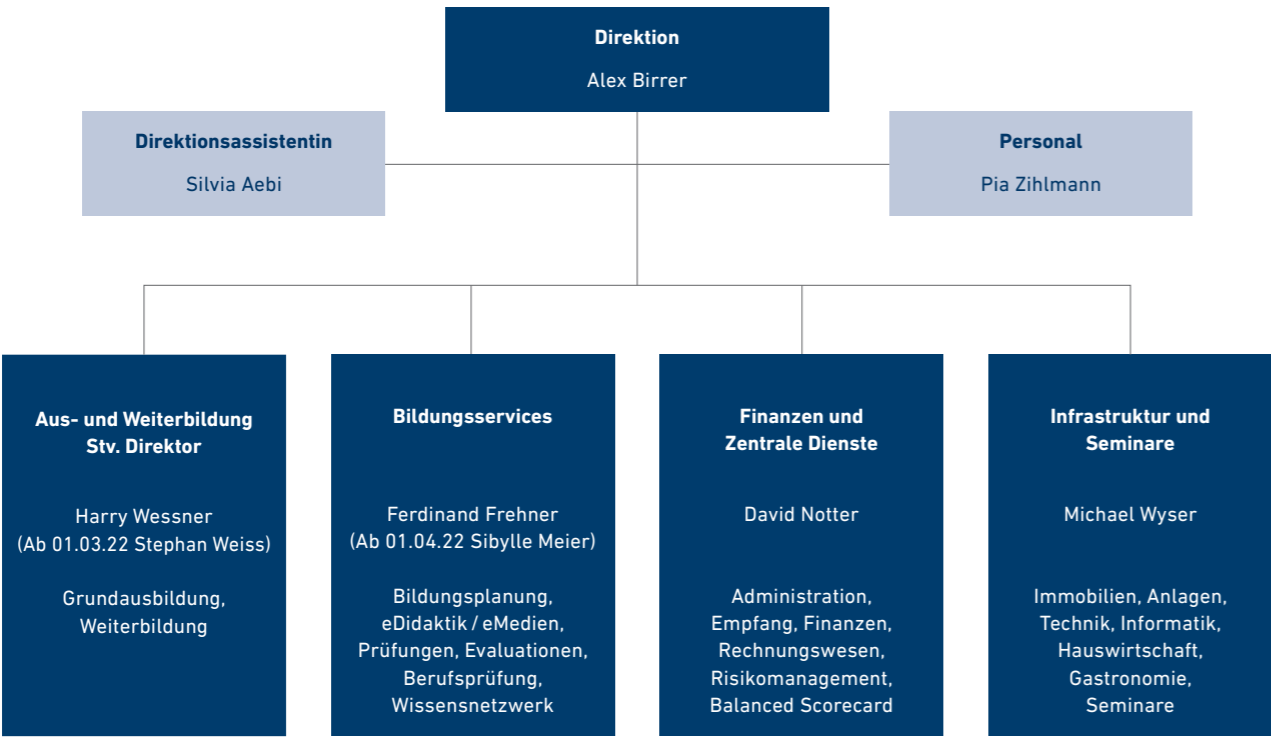 Direktion
Alex Birrer
Direktionsassistentin
Silvia Aebi
Personal
Pia Zihlmann
Aus- und Weiterbildung
Stv. Direktor
Harry Wessner
(Ab 01.03.22 Stephan Weiss)
Grundausbildung,
Weiterbildung
Bildungsservices
Ferdinand Frehner
(Ab 01.04.22 Sibylle Meier)
Bildungsplanung,
eDidaktik / eMedien,
Prüfungen, Evaluationen,
Berufsprüfung,
Wissensnetzwerk
Finanzen und
Zentrale Dienste
David Notter
Administration,
Empfang, Finanzen,
Rechnungswesen,
Risikomanagement,
Balanced Scorecard
Infrastruktur und
Seminare
Michael Wyser
Immobilien, Anlagen,
Technik, Informatik,
Hauswirtschaft,
Gastronomie,
Seminare